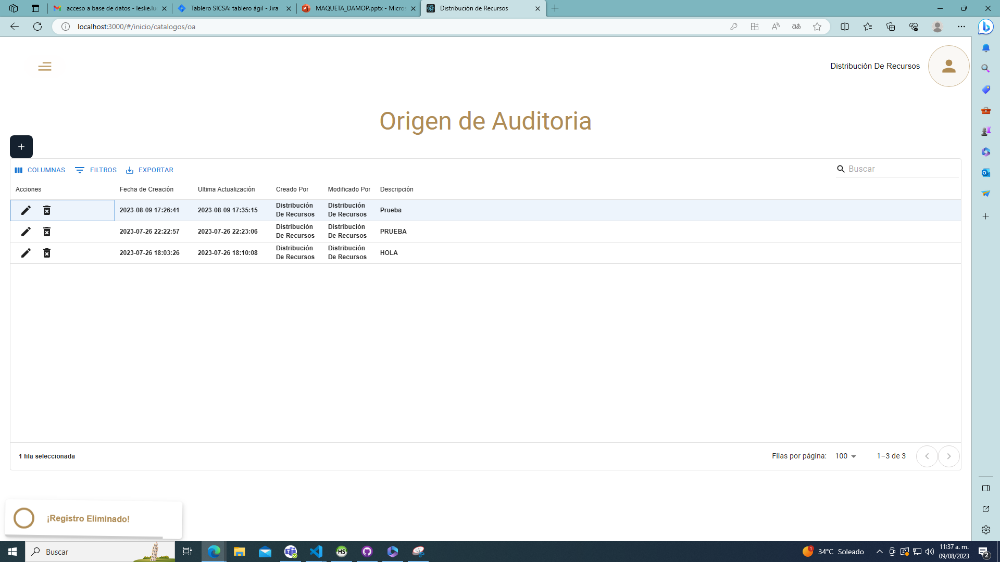 acceso a base de datos - leslie.lu
Tablero SICSA: tablero ágil - Jira
MAQUETA_DAMOP.pptx - Micros
Distribución de Recursos
localhost:3000/#/inicio/catalogos/oa
Distribución De Recursos
Origen de Auditoria
+
COLUMNAS FILTROS EXPORTAR Buscar
Acciones Fecha de Creación Ultima Actualización Creado Por Modificado Por Descripción
2023-08-09 17:26:41 2023-08-09 17:35:15 Distribución De Recursos Distribución De Recursos Prueba
2023-07-26 22:22:57 2023-07-26 22:23:06 Distribución De Recursos Distribución De Recursos PRUEBA
2023-07-26 18:03:26 2023-07-26 18:10:08 Distribución De Recursos Distribución De Recursos HOLA
1 fila seleccionada Filas por página: 100 1–3 de 3
¡Registro Eliminado!
Buscar
HS
1 34°C Soleado
11:37 a. m.
09/08/2023
2